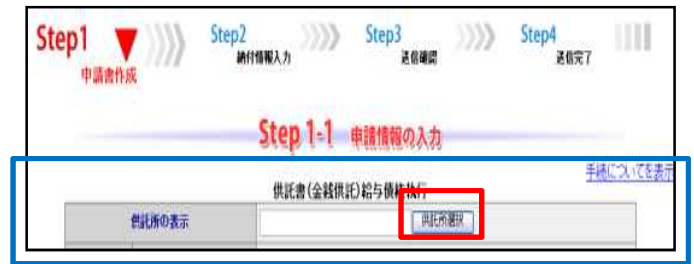 Step1 Step2 Step3 Step4
申請書作成 納付情報入力 送信確認 送信完了
Step 1-1 申請情報の入力
手続についてを表示
供託書(金銭供託)給与債権執行
供託所の表示 供託所選択